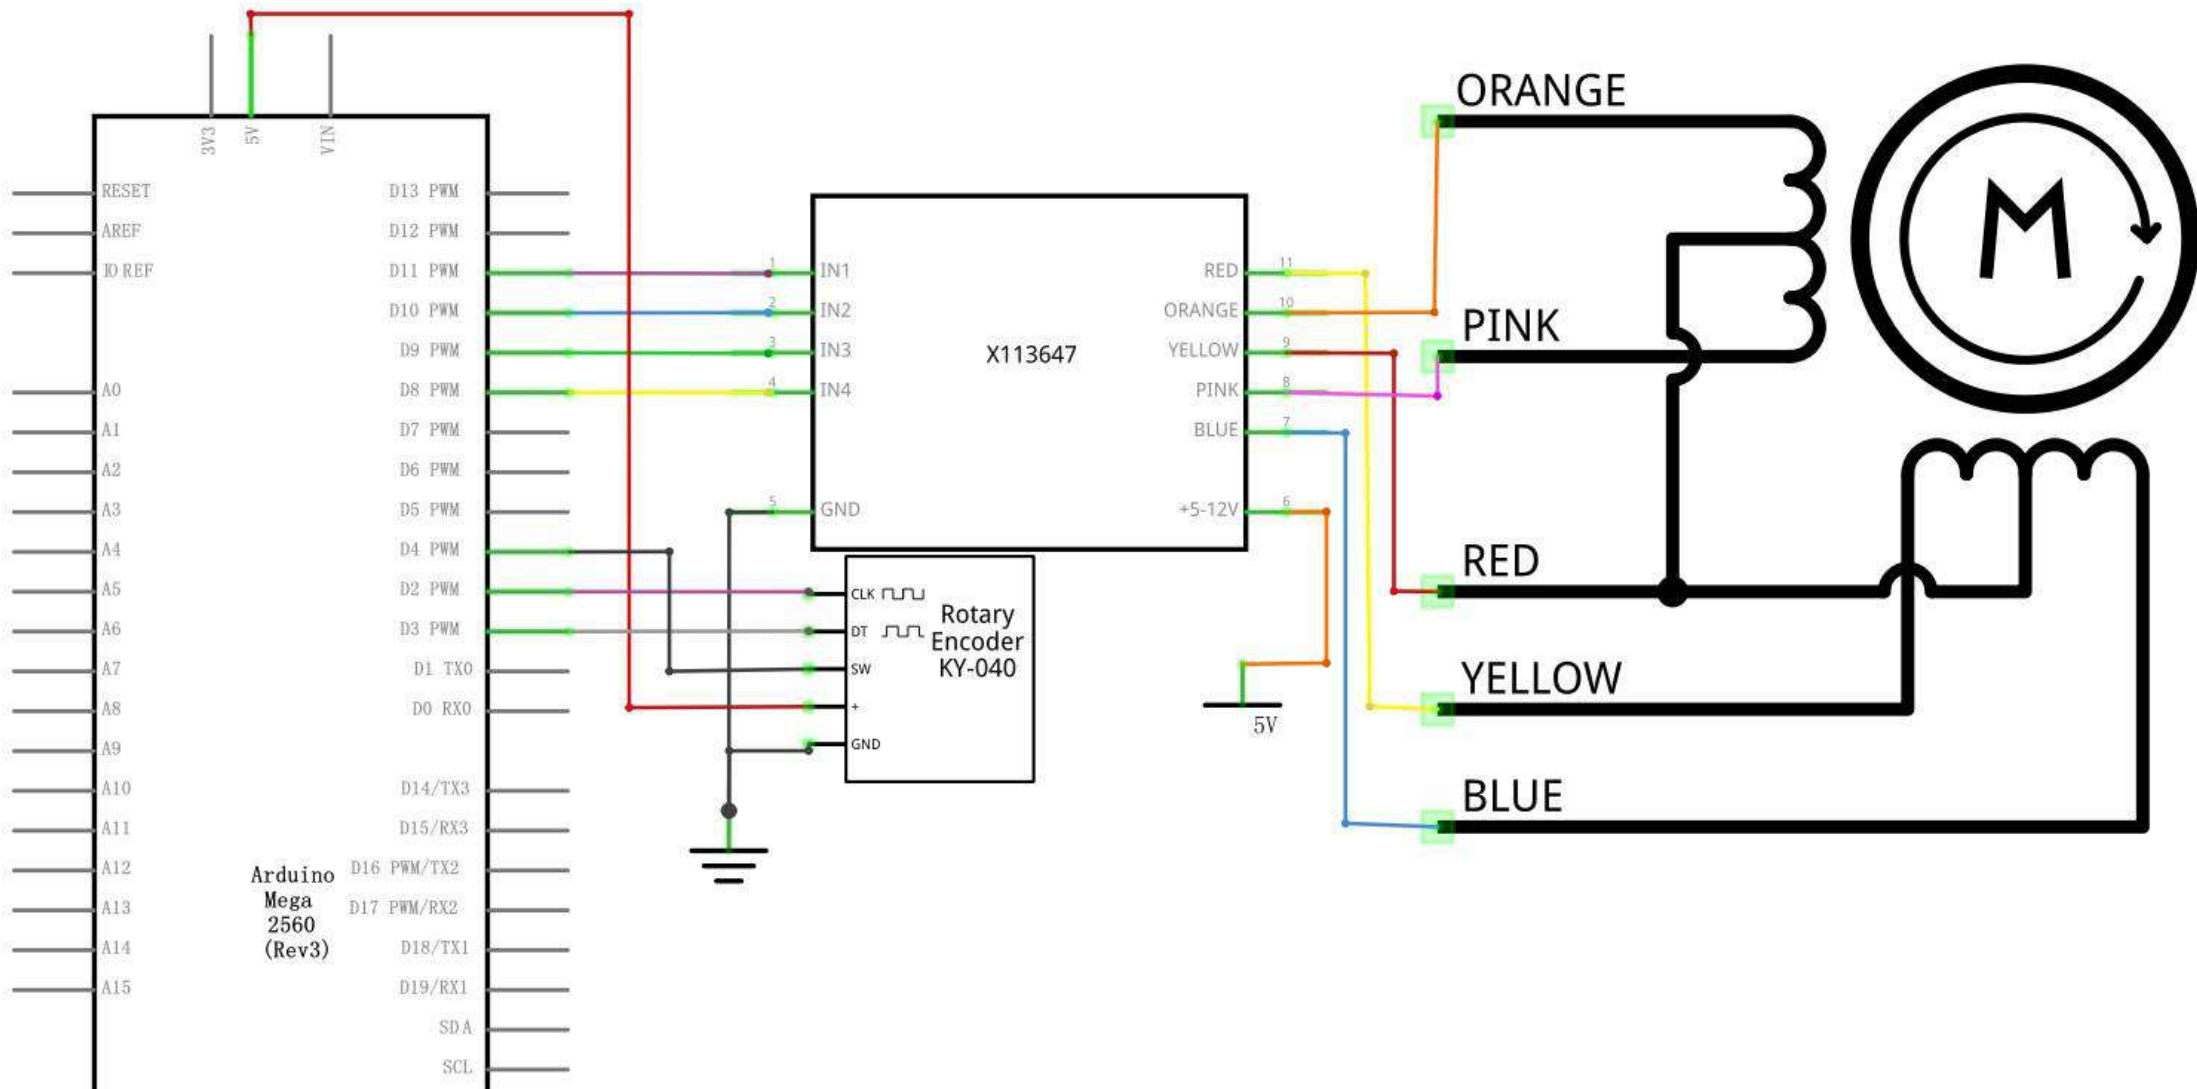 3V3
5V
VIN
RESET
AREF
IO REF
A0
A1
A2
A3
A4
A5
A6
A7
A8
A9
A10
A11
A12
A13
A14
A15
D13 PWM
D12 PWM
D11 PWM
D10 PWM
D9 PWM
D8 PWM
D7 PWM
D6 PWM
D5 PWM
D4 PWM
D2 PWM
D3 PWM
D1 TX0
D0 RX0
D14/TX3
D15/RX3
D16 PWM/TX2
D17 PWM/RX2
D18/TX1
D19/RX1
SDA
SCL
Arduino
Mega
2560
(Rev3)
1
2
3
4
5
IN1
IN2
IN3
IN4
GND
X113647
RED
ORANGE
YELLOW
PINK
BLUE
+5-12V
11
10
9
8
7
6
CLK
DT
SW
+
GND
Rotary
Encoder
KY-040
5V
ORANGE
PINK
RED
YELLOW
BLUE
M